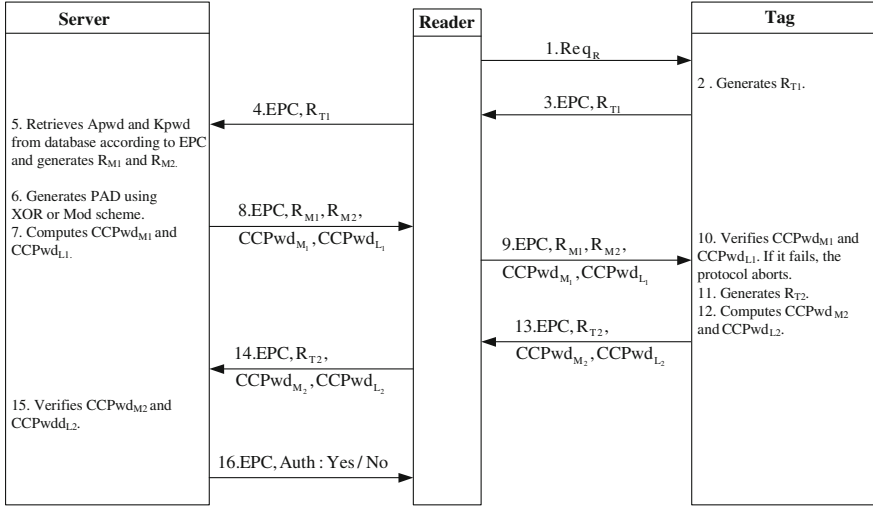 Server
Reader
Tag
1.Req_R
2 . Generates R_T1.
3.EPC, R_T1
4.EPC, R_T1
5. Retrieves Apwd and Kpwd
from database according to EPC
and generates R_M1 and R_M2.
6. Generates PAD using
XOR or Mod scheme.
7. Computes CCPwd_M1 and
CCPwd_L1.
8.EPC, R_M1, R_M2,
CCPwd_M1, CCPwd_L1
9.EPC, R_M1, R_M2,
CCPwd_M1, CCPwd_L1
10. Verifies CCPwd_M1 and
CCPwd_L1. If it fails, the
protocol aborts.
11. Generates R_T2.
12. Computes CCPwd_M2
and CCPwd_L2.
13.EPC, R_T2,
CCPwd_M2, CCPwd_L2
14.EPC, R_T2,
CCPwd_M2, CCPwd_L2
15. Verifies CCPwd_M2 and
CCPwdd_L2.
16.EPC, Auth : Yes / No